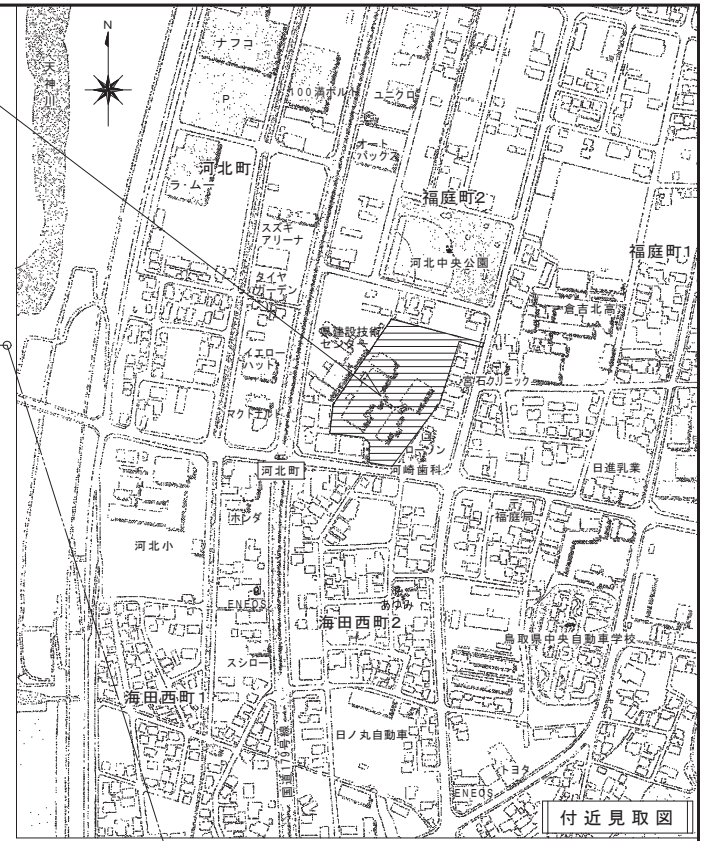 N
天神川
ナフコ
P
100満ボルト
ユニクロ
オート
バックス
河北町
ラ・ムー
福庭町2
スズキ
アリーナ
河北中央公園
福庭町1
タイヤ
ガーデン
倉吉北高
県建設技術
センター
イエロー
ハット
宮石クリニック
マクドナルド
ローソン
河北町
河崎歯科
日進乳業
ホンダ
福庭局
河北小
ENEOS
あゆみ
海田西町2
鳥取県中央自動車学校
スシロー
海田西町1
国道179号線
日ノ丸自動車
トヨタ
ENEOS
付近見取図